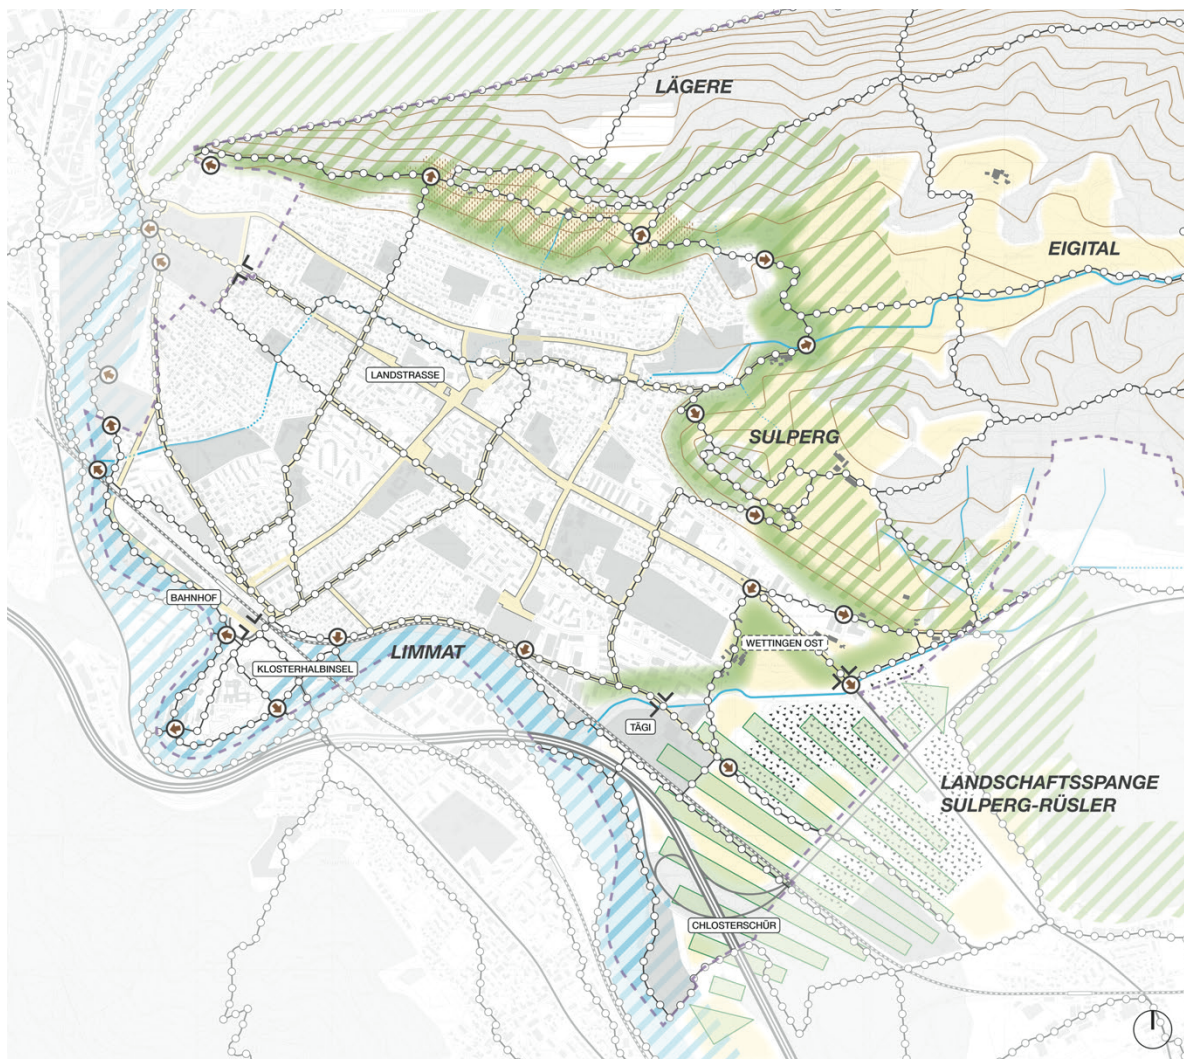 LÄGERE
EIGITAL
LANDSTRASSE
SULPERG
BAHNHOF
WETTINGEN OST
LIMMAT
KLOSTERHALBINSEL
TÄGI
LANDSCHAFTSSPANGE
SULPERG-RÜSLER
CHLOSTERSCHÜR